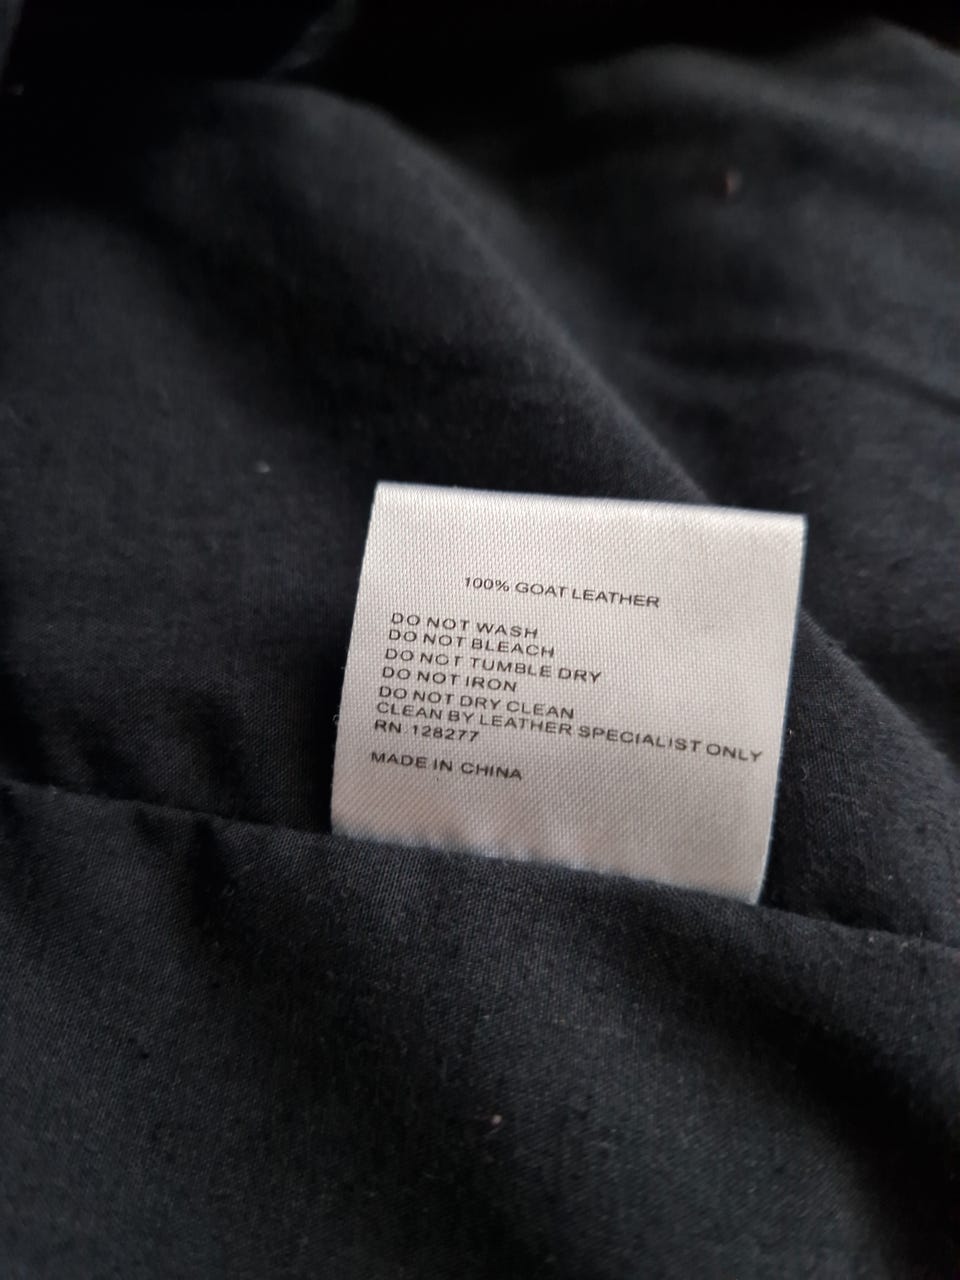 100% GOAT LEATHER
DO NOT WASH
DO NOT BLEACH
DO NOT TUMBLE DRY
DO NOT IRON
DO NOT DRY CLEAN
CLEAN BY LEATHER SPECIALIST ONLY
RN 128277
MADE IN CHINA